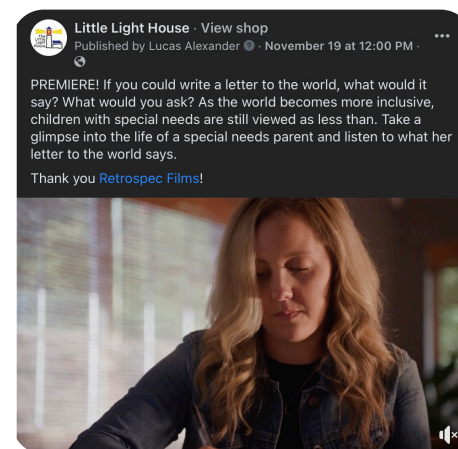 Little Light House · View shop
Published by Lucas Alexander · November 19 at 12:00 PM ·
PREMIERE! If you could write a letter to the world, what would it
say? What would you ask? As the world becomes more inclusive,
children with special needs are still viewed as less than. Take a
glimpse into the life of a special needs parent and listen to what her
letter to the world says.
Thank you Retrospec Films!